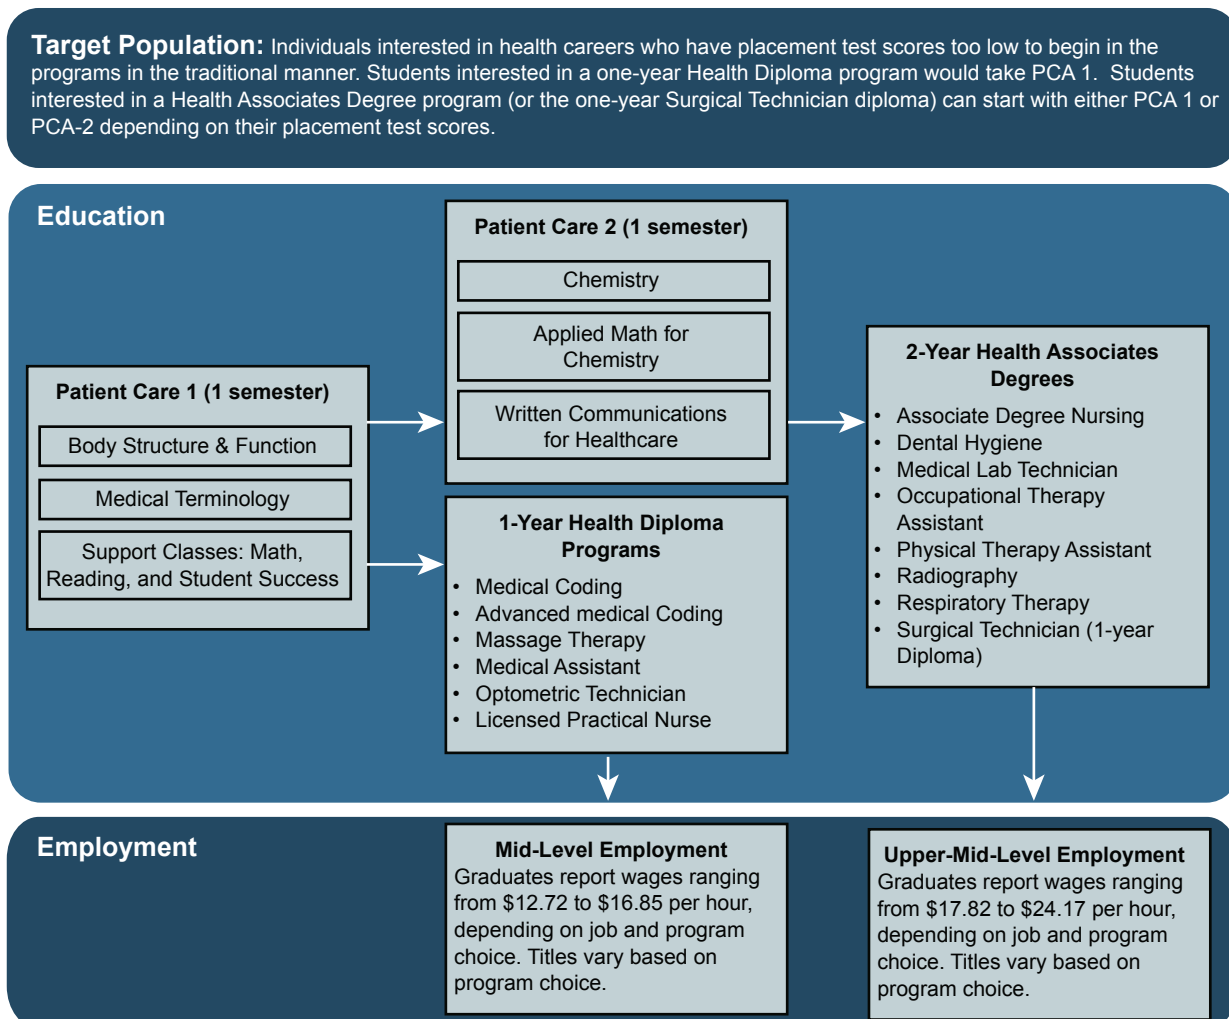 Target Population: Individuals interested in health careers who have placement test scores too low to begin in the
programs in the traditional manner. Students interested in a one-year Health Diploma program would take PCA 1.  Students
interested in a Health Associates Degree program (or the one-year Surgical Technician diploma) can start with either PCA 1 or
PCA-2 depending on their placement test scores.
Education
Patient Care 1 (1 semester)
Body Structure & Function
Medical Terminology
Support Classes: Math,
Reading, and Student Success
Patient Care 2 (1 semester)
Chemistry
Applied Math for
Chemistry
Written Communications
for Healthcare
1-Year Health Diploma
Programs
• Medical Coding
• Advanced medical Coding
• Massage Therapy
• Medical Assistant
• Optometric Technician
• Licensed Practical Nurse
2-Year Health Associates
Degrees
• Associate Degree Nursing
• Dental Hygiene
• Medical Lab Technician
• Occupational Therapy
Assistant
• Physical Therapy Assistant
• Radiography
• Respiratory Therapy
• Surgical Technician (1-year
Diploma)
Employment
Mid-Level Employment
Graduates report wages ranging
from $12.72 to $16.85 per hour,
depending on job and program
choice. Titles vary based on
program choice.
Upper-Mid-Level Employment
Graduates report wages ranging
from $17.82 to $24.17 per hour,
depending on job and program
choice. Titles vary based on
program choice.